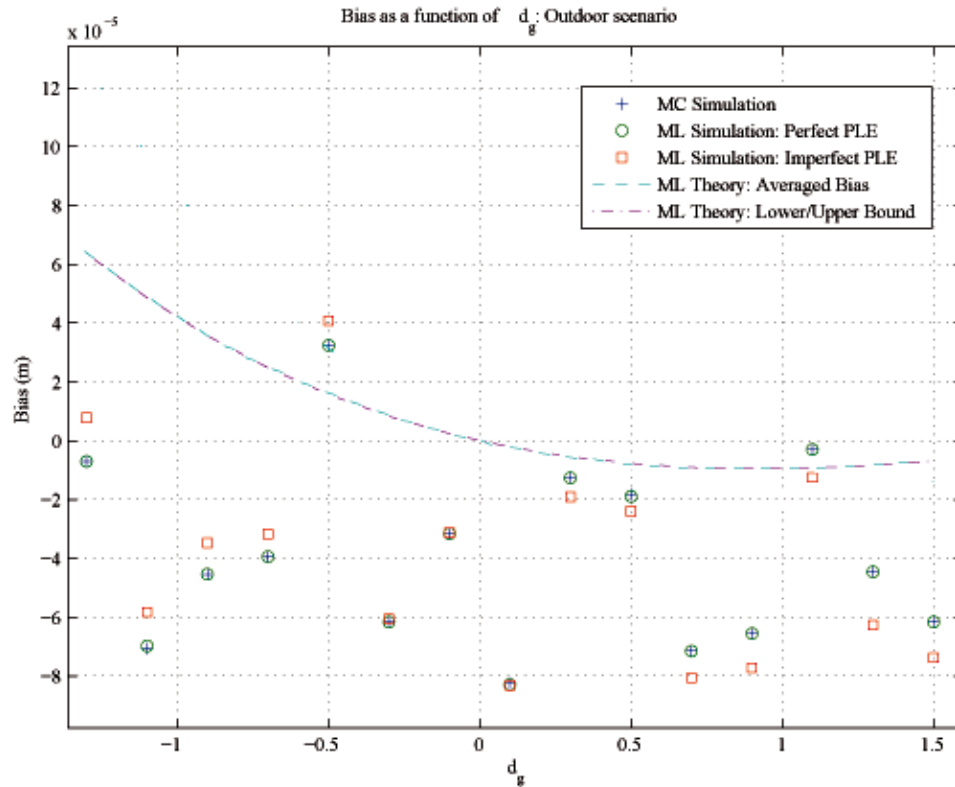 Bias as a function of d_g: Outdoor scenario
x 10^-5
12
10
8
6
4
2
0
−2
−4
−6
−8
Bias (m)
MC Simulation
ML Simulation: Perfect PLE
ML Simulation: Imperfect PLE
ML Theory: Averaged Bias
ML Theory: Lower/Upper Bound
−1
−0.5
0
0.5
1
1.5
d_g